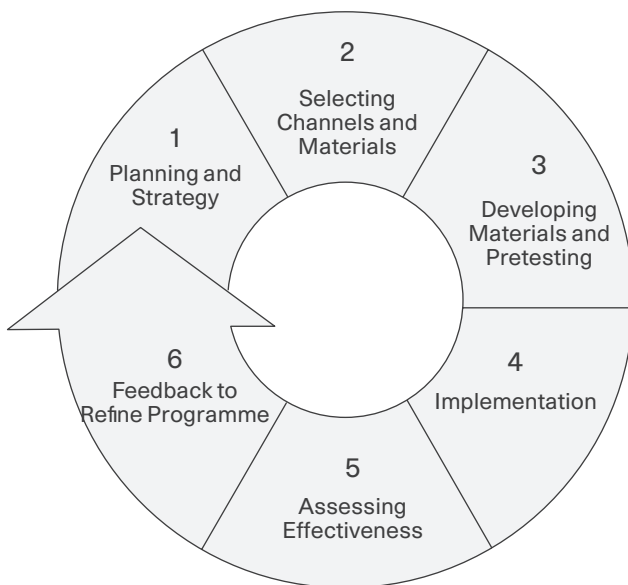 1
Planning and
Strategy
2
Selecting
Channels and
Materials
3
Developing
Materials and
Pretesting
4
Implementation
5
Assessing
Effectiveness
6
Feedback to
Refine Programme